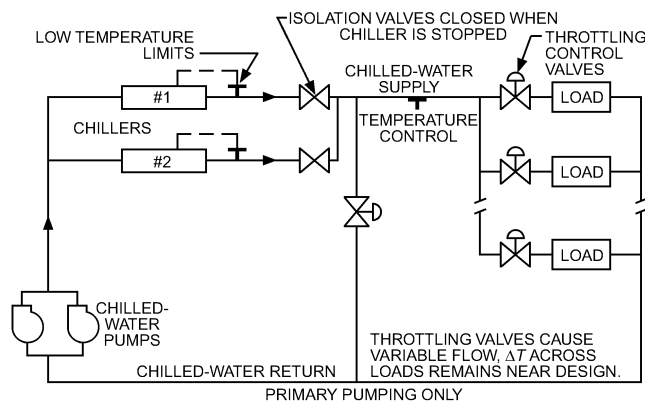 ISOLATION VALVES CLOSED WHEN
CHILLER IS STOPPED
LOW TEMPERATURE
LIMITS
THROTTLING
CONTROL
VALVES
CHILLED-WATER
SUPPLY
#1
LOAD
TEMPERATURE
CONTROL
CHILLERS
#2
LOAD
LOAD
CHILLED-
WATER
PUMPS
THROTTLING VALVES CAUSE
VARIABLE FLOW, ΔT ACROSS
LOADS REMAINS NEAR DESIGN.
CHILLED-WATER RETURN
PRIMARY PUMPING ONLY